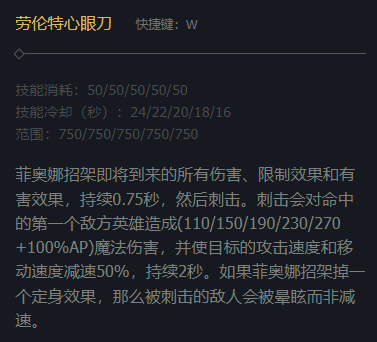 劳伦特心眼刀 快捷键：W
技能消耗：50/50/50/50/50
技能冷却（秒）：24/22/20/18/16
范围：750/750/750/750/750
菲奥娜招架即将到来的所有伤害、限制效果和有
害效果，持续0.75秒，然后刺击。刺击会对命中
的第一个敌方英雄造成(110/150/190/230/270
+100%AP)魔法伤害，并使目标的攻击速度和移
动速度减速50%，持续2秒。如果菲奥娜招架掉一
个定身效果，那么被刺击的敌人会被晕眩而非减
速。